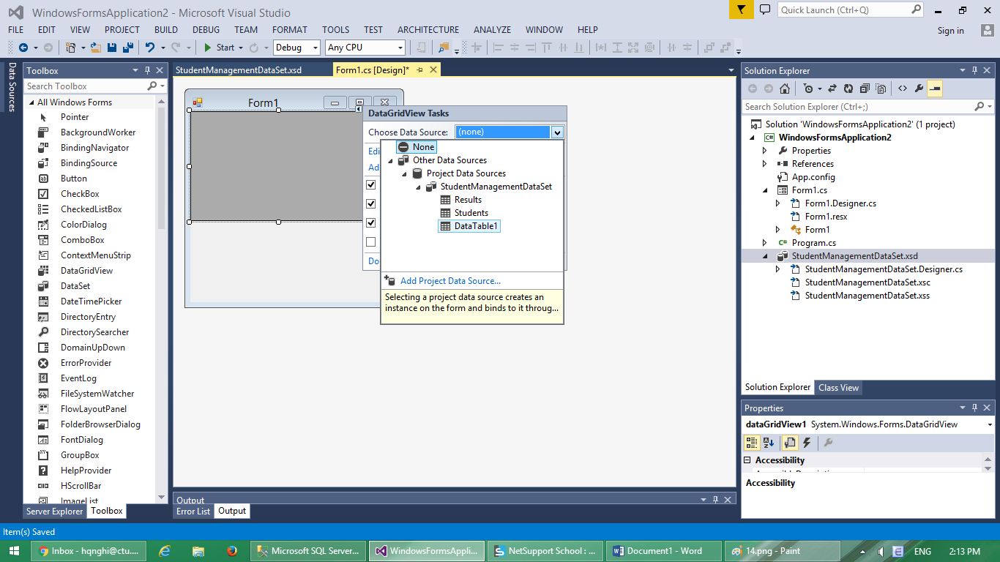 WindowsFormsApplication2 - Microsoft Visual Studio
Quick Launch (Ctrl+Q)
FILE EDIT VIEW PROJECT BUILD DEBUG TEAM FORMAT TOOLS TEST ARCHITECTURE ANALYZE WINDOW HELP
Sign in
Start Debug Any CPU
Data Sources
Toolbox
Search Toolbox
All Windows Forms
Pointer
BackgroundWorker
BindingNavigator
BindingSource
Button
CheckBox
CheckedListBox
ColorDialog
ComboBox
ContextMenuStrip
DataGridView
DataSet
DateTimePicker
DirectoryEntry
DirectorySearcher
DomainUpDown
ErrorProvider
EventLog
FileSystemWatcher
FlowLayoutPanel
FolderBrowserDialog
FontDialog
GroupBox
HelpProvider
HScrollBar
ImageList
Server Explorer Toolbox
StudentManagementDataSet.xsd Form1.cs [Design]*
Form1
DataGridView Tasks
Choose Data Source: (none)
Edi
Ad
Do
None
Other Data Sources
Project Data Sources
StudentManagementDataSet
Results
Students
DataTable1
Add Project Data Source...
Selecting a project data source creates an
instance on the form and binds to it throug...
Output
Error List Output
Solution Explorer
Search Solution Explorer (Ctrl+;)
Solution 'WindowsFormsApplication2' (1 project)
WindowsFormsApplication2
Properties
References
App.config
Form1.cs
Form1.Designer.cs
Form1.resx
Form1
Program.cs
StudentManagementDataSet.xsd
StudentManagementDataSet.Designer.cs
StudentManagementDataSet.xsc
StudentManagementDataSet.xss
Solution Explorer Class View
Properties
dataGridView1 System.Windows.Forms.DataGridView
Accessibility
Accessibility
Item(s) Saved
Inbox - hqnghi@ctu.... Microsoft SQL Server... WindowsFormsAppli... NetSupport School : ... Document1 - Word 14.png - Paint ENG 2:13 PM